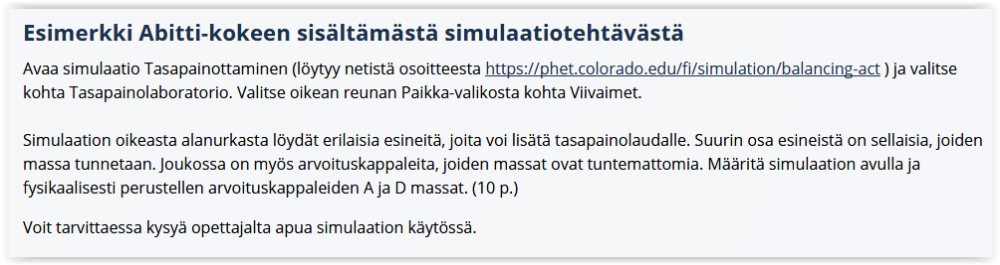 Esimerkki Abitti-kokeen sisältämästä simulaatiotehtävästä
Avaa simulaatio Tasapainottaminen (löytyy netistä osoitteesta https://phet.colorado.edu/fi/simulation/balancing-act ) ja valitse
kohta Tasapainolaboratorio. Valitse oikean reunan Paikka-valikosta kohta Viivaimet.
Simulaation oikeasta alanurkasta löydät erilaisia esineitä, joita voi lisätä tasapainolaudalle. Suurin osa esineistä on sellaisia, joiden
massa tunnetaan. Joukossa on myös arvoituskappaleita, joiden massat ovat tuntemattomia. Määritä simulaation avulla ja
fysikaalisesti perustellen arvoituskappaleiden A ja D massat. (10 p.)
Voit tarvittaessa kysyä opettajalta apua simulaation käytössä.